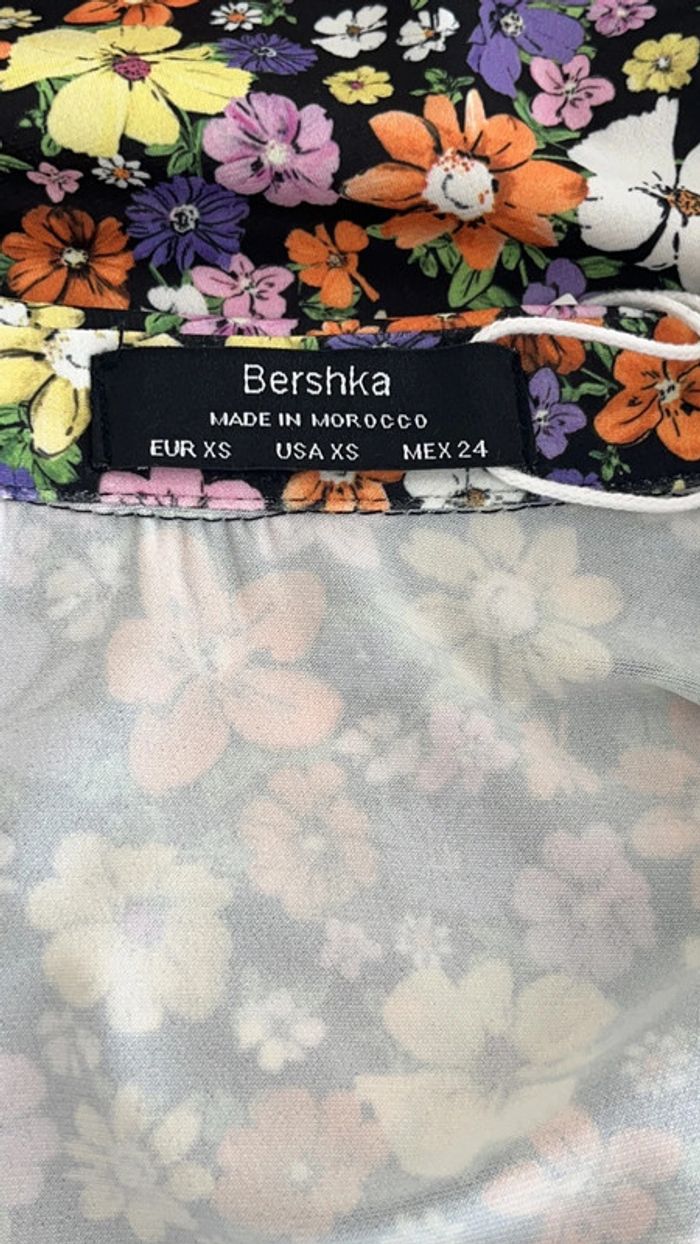 Bershka
MADE IN MOROCCO
EUR XS USA XS MEX 24